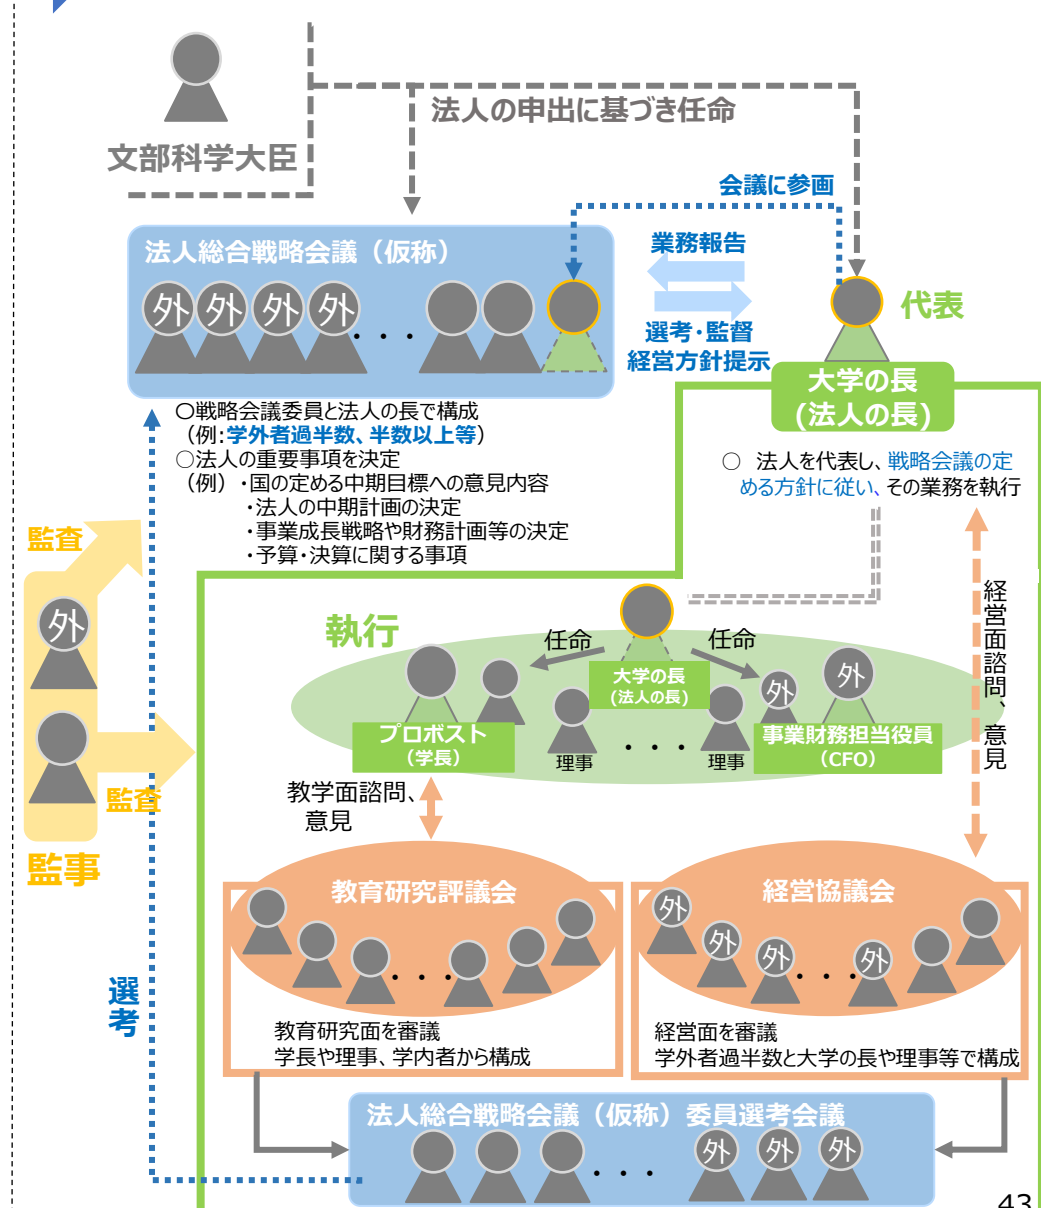 文部科学大臣
法人の申出に基づき任命
会議に参画
法人総合戦略会議（仮称）
外 外 外 外 ・・・
業務報告
選考・監督
経営方針提示
代表
大学の長
(法人の長)
〇戦略会議委員と法人の長で構成
（例:学外者過半数、半数以上等）
○法人の重要事項を決定
（例）・国の定める中期目標への意見内容
・法人の中期計画の決定
・事業成長戦略や財務計画等の決定
・予算・決算に関する事項
○ 法人を代表し、戦略会議の定
める方針に従い、その業務を執行
監査
外
監査
監事
執行
任命
任命
大学の長
(法人の長)
外
外
プロボスト
（学長）
理事
・・・
理事
事業財務担当役員
（CFO）
経営面諮問、意見
教学面諮問、
意見
教育研究評議会
・・・
教育研究面を審議
学長や理事、学内者から構成
経営協議会
外 外 外 ・・・ 外
経営面を審議
学外者過半数と大学の長や理事等で構成
選考
法人総合戦略会議（仮称）委員選考会議
・・・ 外 外 外
43